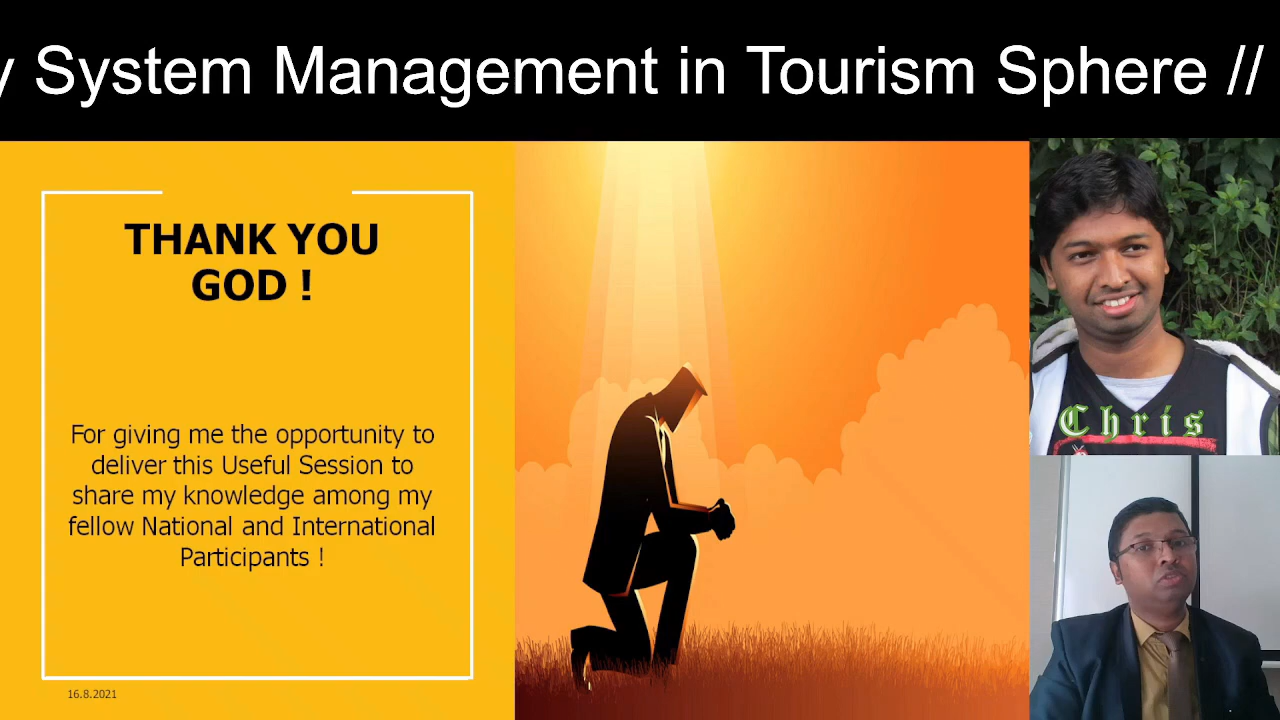 System Management in Tourism Sphere //
THANK YOU
GOD !
For giving me the opportunity to
deliver this Useful Session to
share my knowledge among my
fellow National and International
Participants !
16.8.2021
Chris